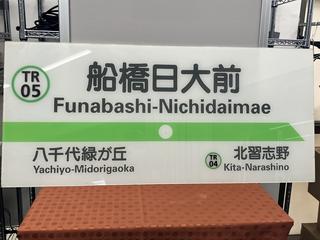 TR
05
船橋日大前
Funabashi-Nichidaimae
八千代緑が丘
Yachiyo-Midorigaoka
TR
04
北習志野
Kita-Narashino